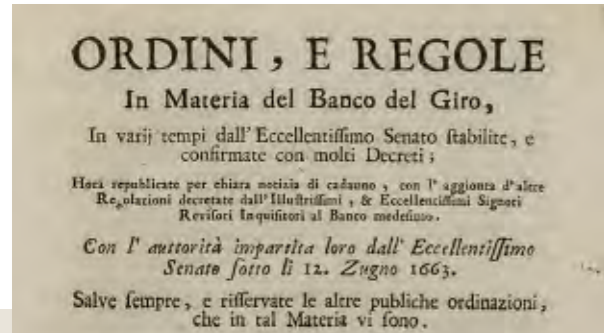 ORDINI, E REGOLE
In Materia del Banco del Giro,
In varij tempi dall' Eccellentiſſimo Senato ſtabilite, e
confirmate con molti Decreti;
Hora republicate per chiara notizia di cadauno, con l' aggionta d'altre
Regolazioni decretate dall' Illuſtriſſimi, & Eccellentiſſimi Signori
Reviſori Inquiſitori al Banco medeſimo.
Con l' auttorità impartita loro dall' Eccellentiſſimo
Senato ſotto li 12. Zugno 1663.
Salve ſempre, e riſſervate le altre publiche ordinazioni,
che in tal Materia vi ſono.